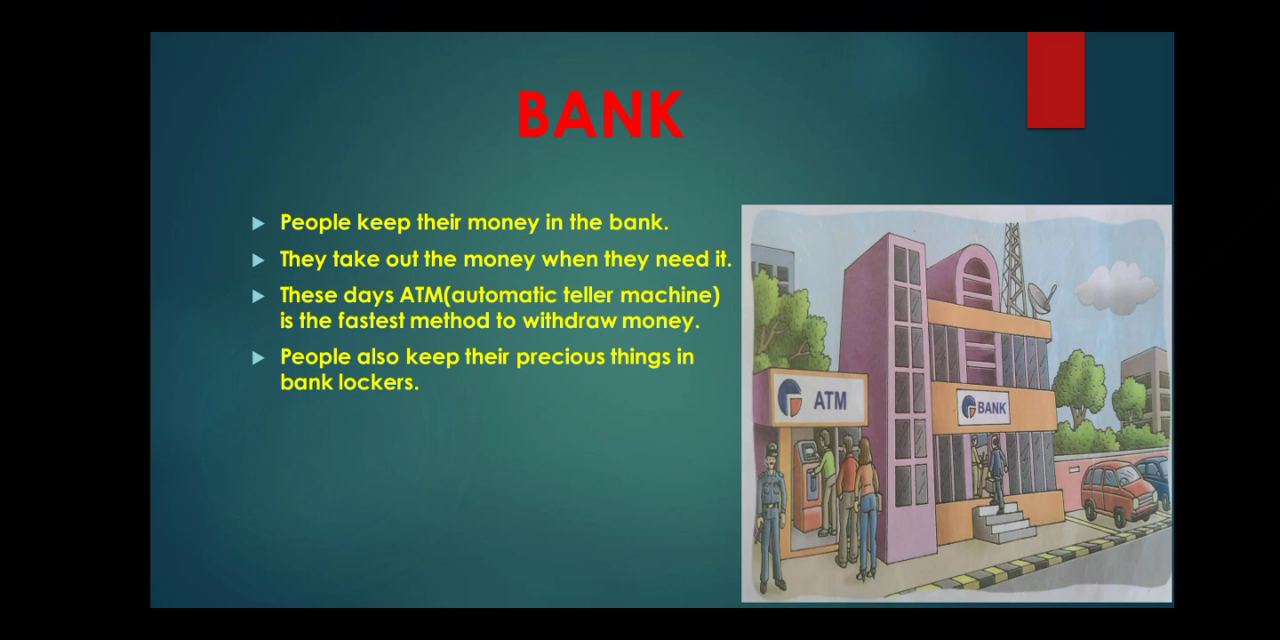 BANK
People keep their money in the bank.
They take out the money when they need it.
These days ATM(automatic teller machine)
is the fastest method to withdraw money.
People also keep their precious things in
bank lockers.
ATM
BANK